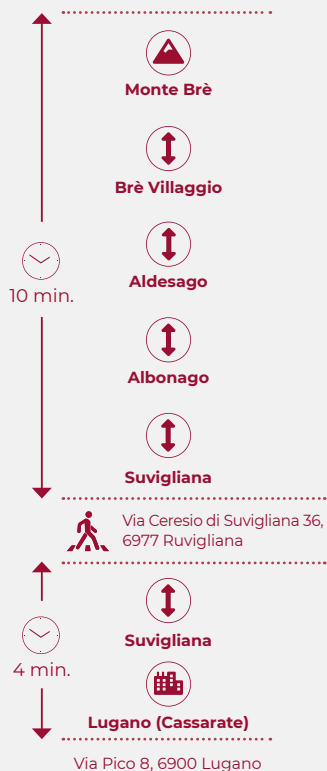 Monte Brè
Brè Villaggio
Aldesago
10 min.
Albonago
Suvigliana
Via Ceresio di Suvigliana 36,
6977 Ruvigliana
Suvigliana
4 min.
Lugano (Cassarate)
Via Pico 8, 6900 Lugano